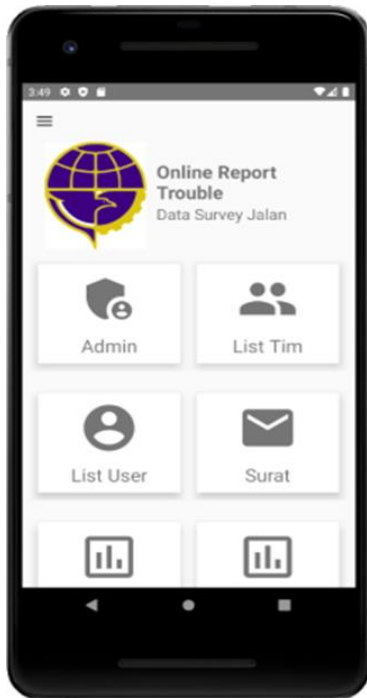 3:49
Online Report
Trouble
Data Survey Jalan
Admin
List Tim
List User
Surat